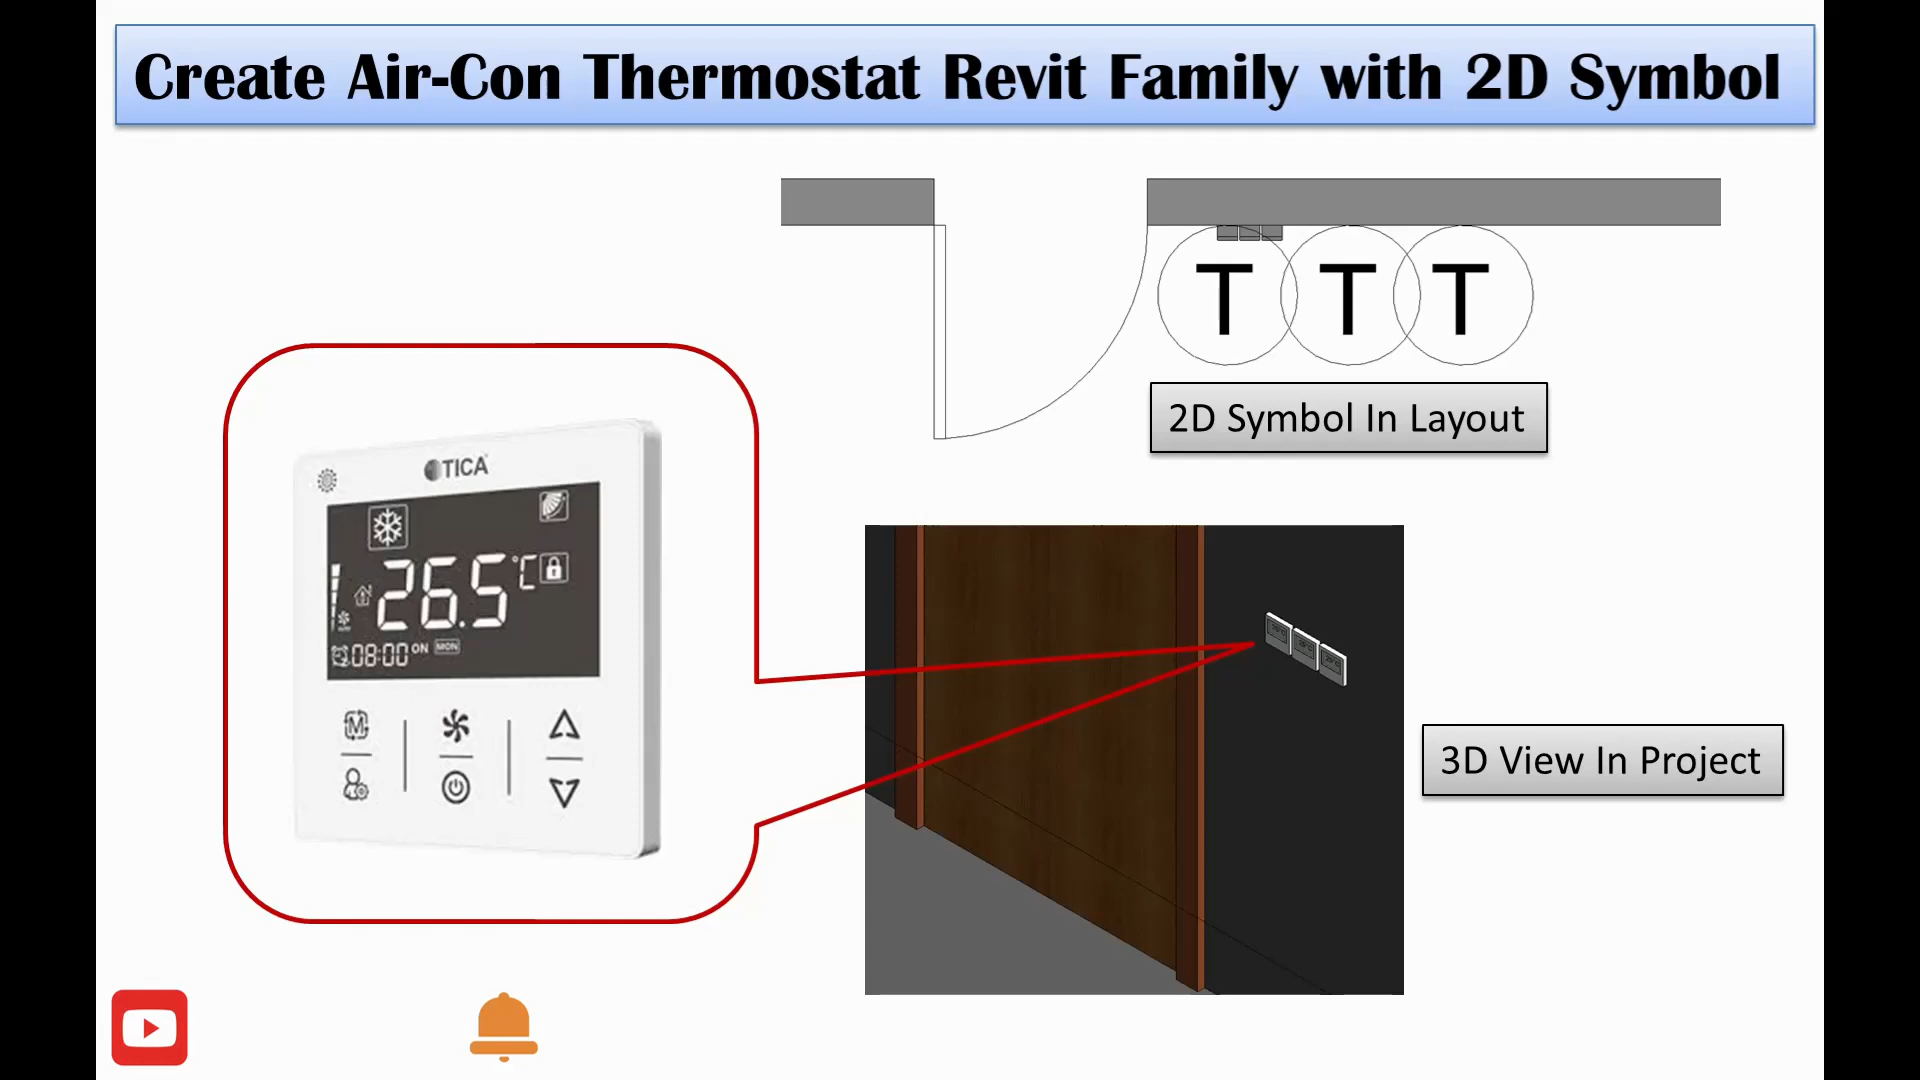 Create Air-Con Thermostat Revit Family with 2D Symbol
T T T
2D Symbol In Layout
TICA
26.5 °C
08:00 ON MON
M
3D View In Project